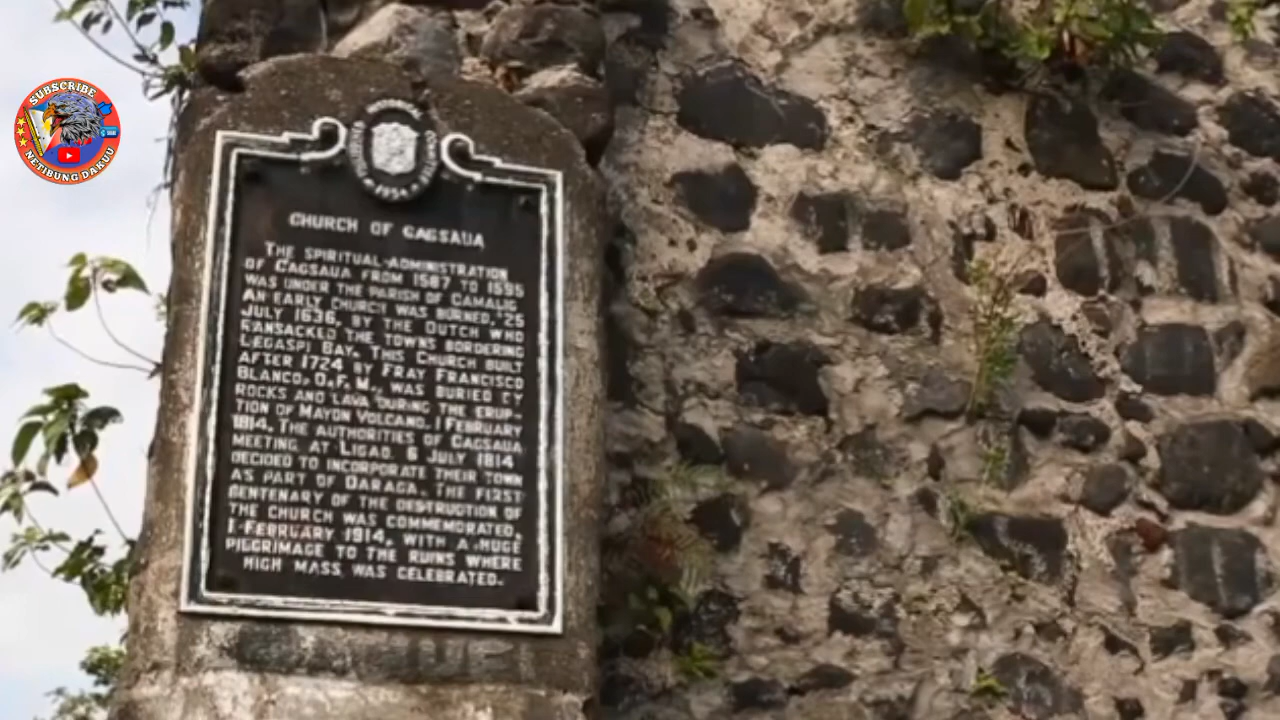 SUBSCRIBE
NETIBUNG DAKUU
1934
CHURCH OF CAGSAUA
THE SPIRITUAL ADMINISTRATION
OF CAGSAUA FROM 1587 TO 1595
WAS UNDER THE PARISH OF CAMALIG.
AN EARLY CHURCH WAS BURNED, 25
JULY 1636, BY THE DUTCH WHO
RANSACKED THE TOWNS BORDERING
LEGASPI BAY. THIS CHURCH BUILT
AFTER 1724 BY FRAY FRANCISCO
BLANCO, O.F.M., WAS BURIED BY
ROCKS AND LAVA DURING THE ERUP-
TION OF MAYON VOLCANO, 1 FEBRUARY
1814. THE AUTHORITIES OF CAGSAUA
MEETING AT LIGAO, 6 JULY 1814
DECIDED TO INCORPORATE THEIR TOWN
AS PART OF DARAGA. THE FIRST
CENTENARY OF THE DESTRUCTION OF
THE CHURCH WAS COMMEMORATED,
1 FEBRUARY 1914, WITH A HUGE
PILGRIMAGE TO THE RUINS WHERE
HIGH MASS WAS CELEBRATED.